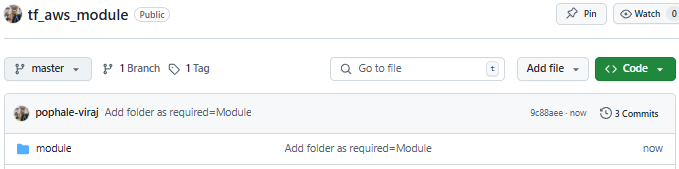 tf_aws_module Public Pin Watch 0
master 1 Branch 1 Tag Go to file t Add file <> Code
pophale-viraj Add folder as required=Module 9c88aee · now 3 Commits
module Add folder as required=Module now